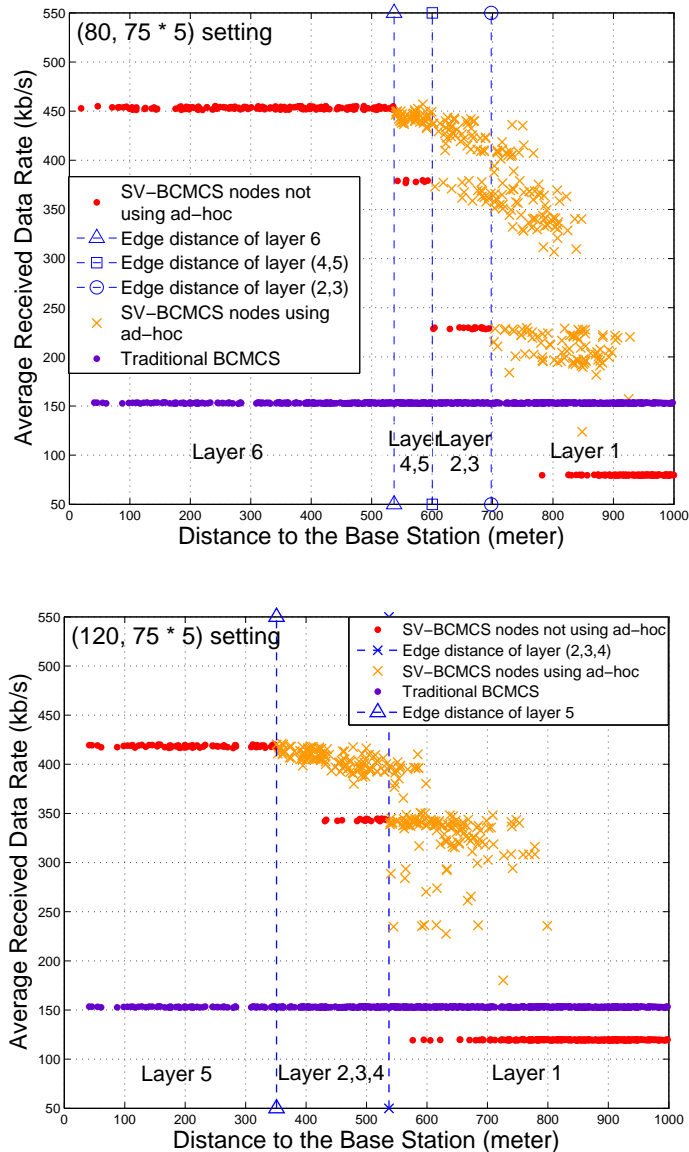 (80, 75 * 5) setting
550
500
450
400
350
300
250
200
150
100
50
Average Received Data Rate (kb/s)
SV−BCMCS nodes not
using ad−hoc
Edge distance of layer 6
Edge distance of layer (4,5)
Edge distance of layer (2,3)
SV−BCMCS nodes using
ad−hoc
Traditional BCMCS
Layer 6
Layer
4,5
Layer
2,3
Layer 1
0 100 200 300 400 500 600 700 800 900 1000
Distance to the Base Station (meter)
(120, 75 * 5) setting
550
500
450
400
350
300
250
200
150
100
50
Average Received Data Rate (kb/s)
SV−BCMCS nodes not using ad−hoc
Edge distance of layer (2,3,4)
SV−BCMCS nodes using ad−hoc
Traditional BCMCS
Edge distance of layer 5
Layer 5
Layer 2,3,4
Layer 1
0 100 200 300 400 500 600 700 800 900 1000
Distance to the Base Station (meter)